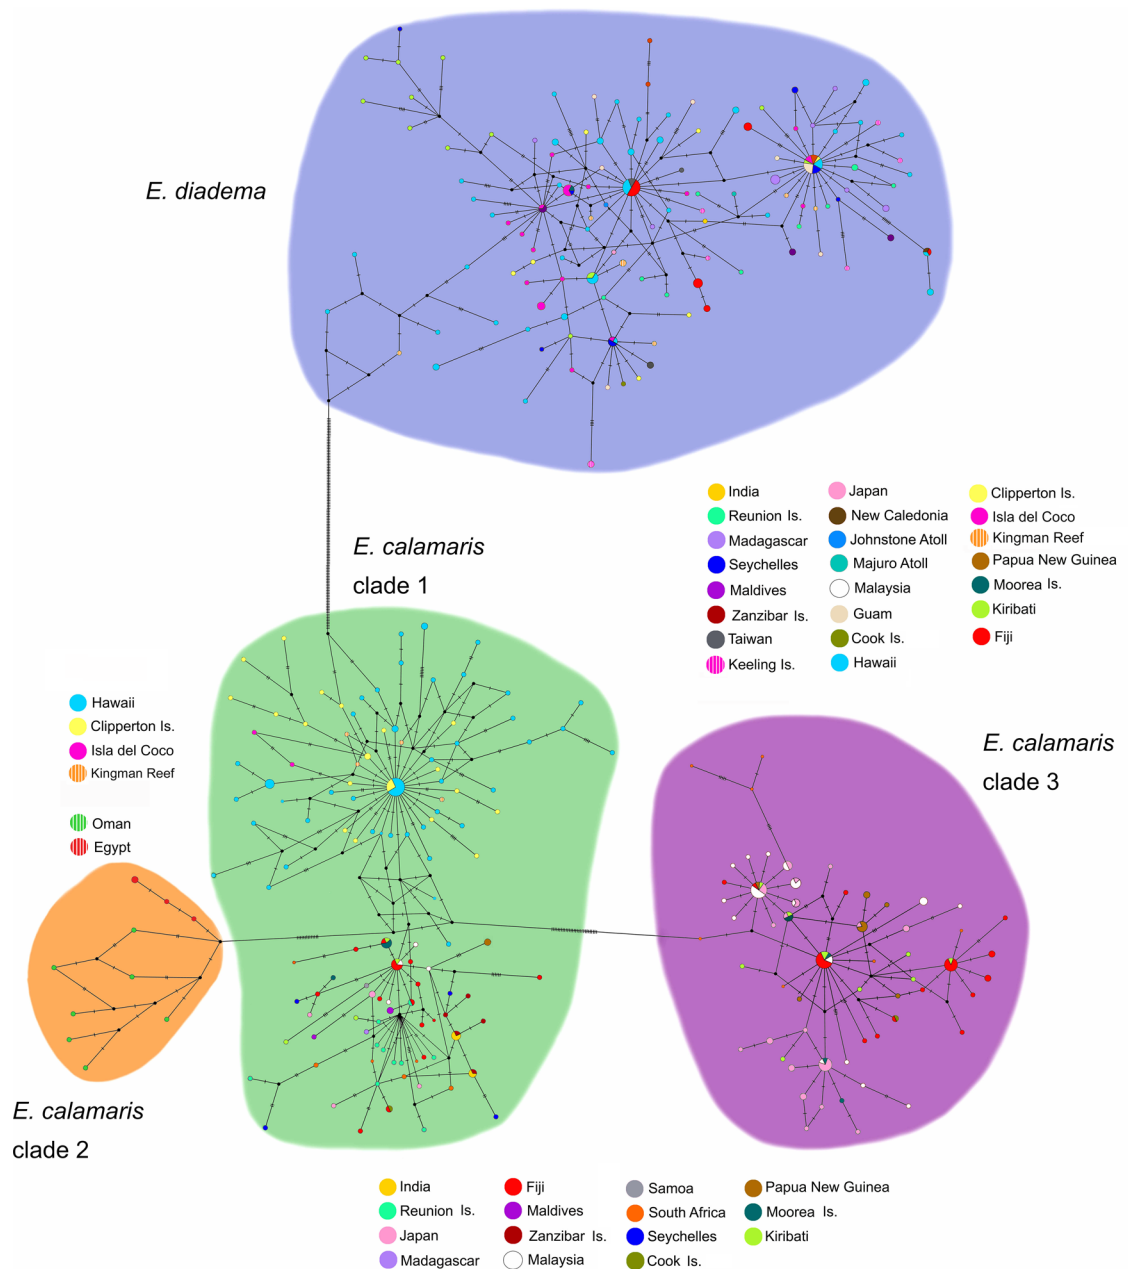 E. diadema
India
Reunion Is.
Madagascar
Seychelles
Maldives
Zanzibar Is.
Taiwan
Keeling Is.
Japan
New Caledonia
Johnstone Atoll
Majuro Atoll
Malaysia
Guam
Cook Is.
Hawaii
Clipperton Is.
Isla del Coco
Kingman Reef
Papua New Guinea
Moorea Is.
Kiribati
Fiji
E. calamaris
clade 1
Hawaii
Clipperton Is.
Isla del Coco
Kingman Reef
Oman
Egypt
E. calamaris
clade 3
E. calamaris
clade 2
India
Reunion Is.
Japan
Madagascar
Fiji
Maldives
Zanzibar Is.
Malaysia
Samoa
South Africa
Seychelles
Cook Is.
Papua New Guinea
Moorea Is.
Kiribati